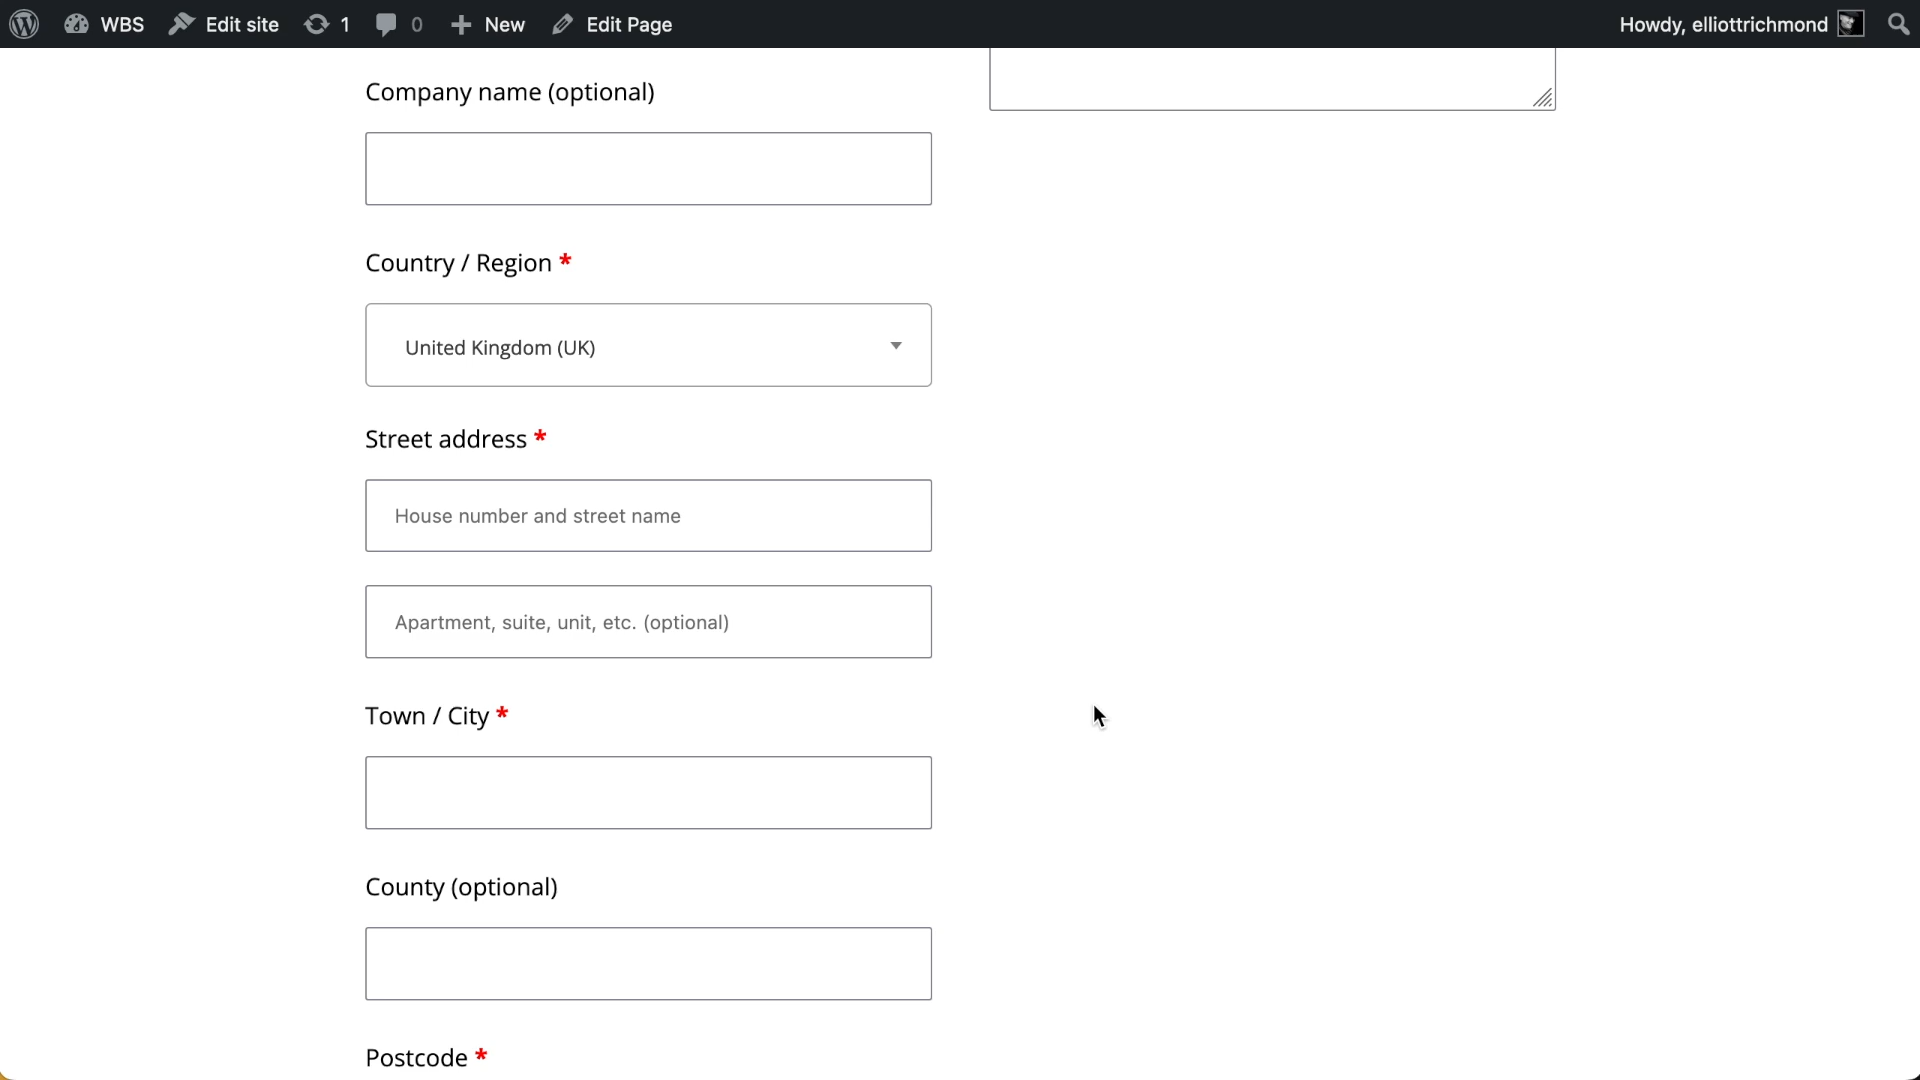 WBS Edit site 1 0 New Edit Page Howdy, elliottrichmond
Company name (optional)
Country / Region *
United Kingdom (UK)
Street address *
House number and street name
Apartment, suite, unit, etc. (optional)
Town / City *
County (optional)
Postcode *